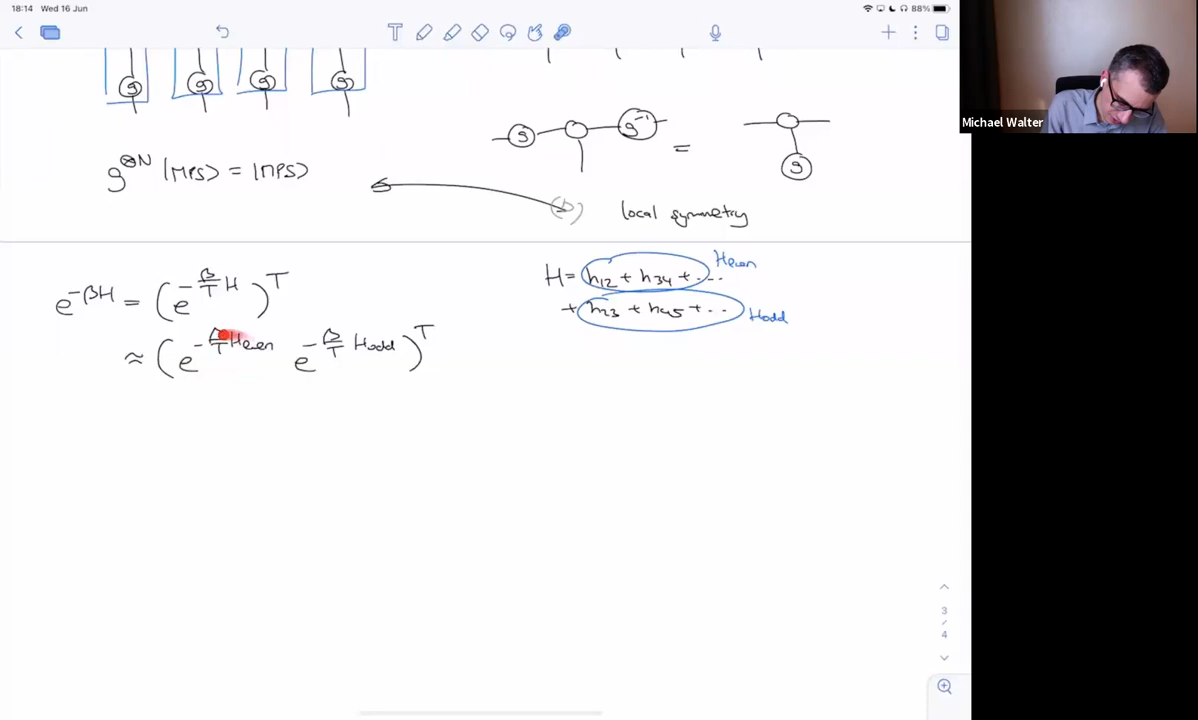 18:14 Wed 16 Jun
88%
g g g g
g g⁻¹ = g
g^{⊗N} |MPS⟩ = |MPS⟩
(b) local symmetry
e^{-βH} = (e^{-β/T H})^T
≈ (e^{-β/T Heven} e^{-β/T Hodd})^T
H = h12 + h34 + ... Heven
+ h23 + h45 + ... Hodd
Michael Walter
3
/
4